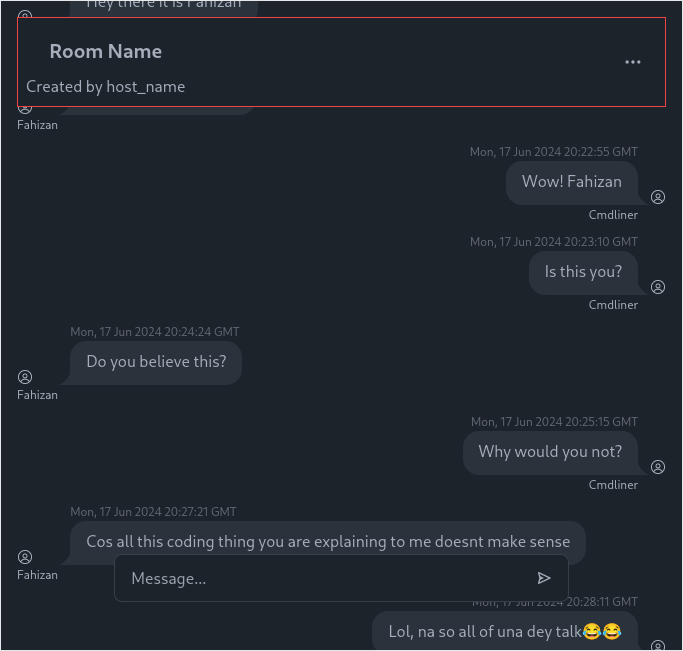 Hey there it is Fahizan
Room Name
...
Created by host_name
Fahizan
Mon, 17 Jun 2024 20:22:55 GMT
Wow! Fahizan
Cmdliner
Mon, 17 Jun 2024 20:23:10 GMT
Is this you?
Cmdliner
Mon, 17 Jun 2024 20:24:24 GMT
Do you believe this?
Fahizan
Mon, 17 Jun 2024 20:25:15 GMT
Why would you not?
Cmdliner
Mon, 17 Jun 2024 20:27:21 GMT
Cos all this coding thing you are explaining to me doesnt make sense
Fahizan
Message...
Mon, 17 Jun 2024 20:28:11 GMT
Lol, na so all of una dey talk😂😂